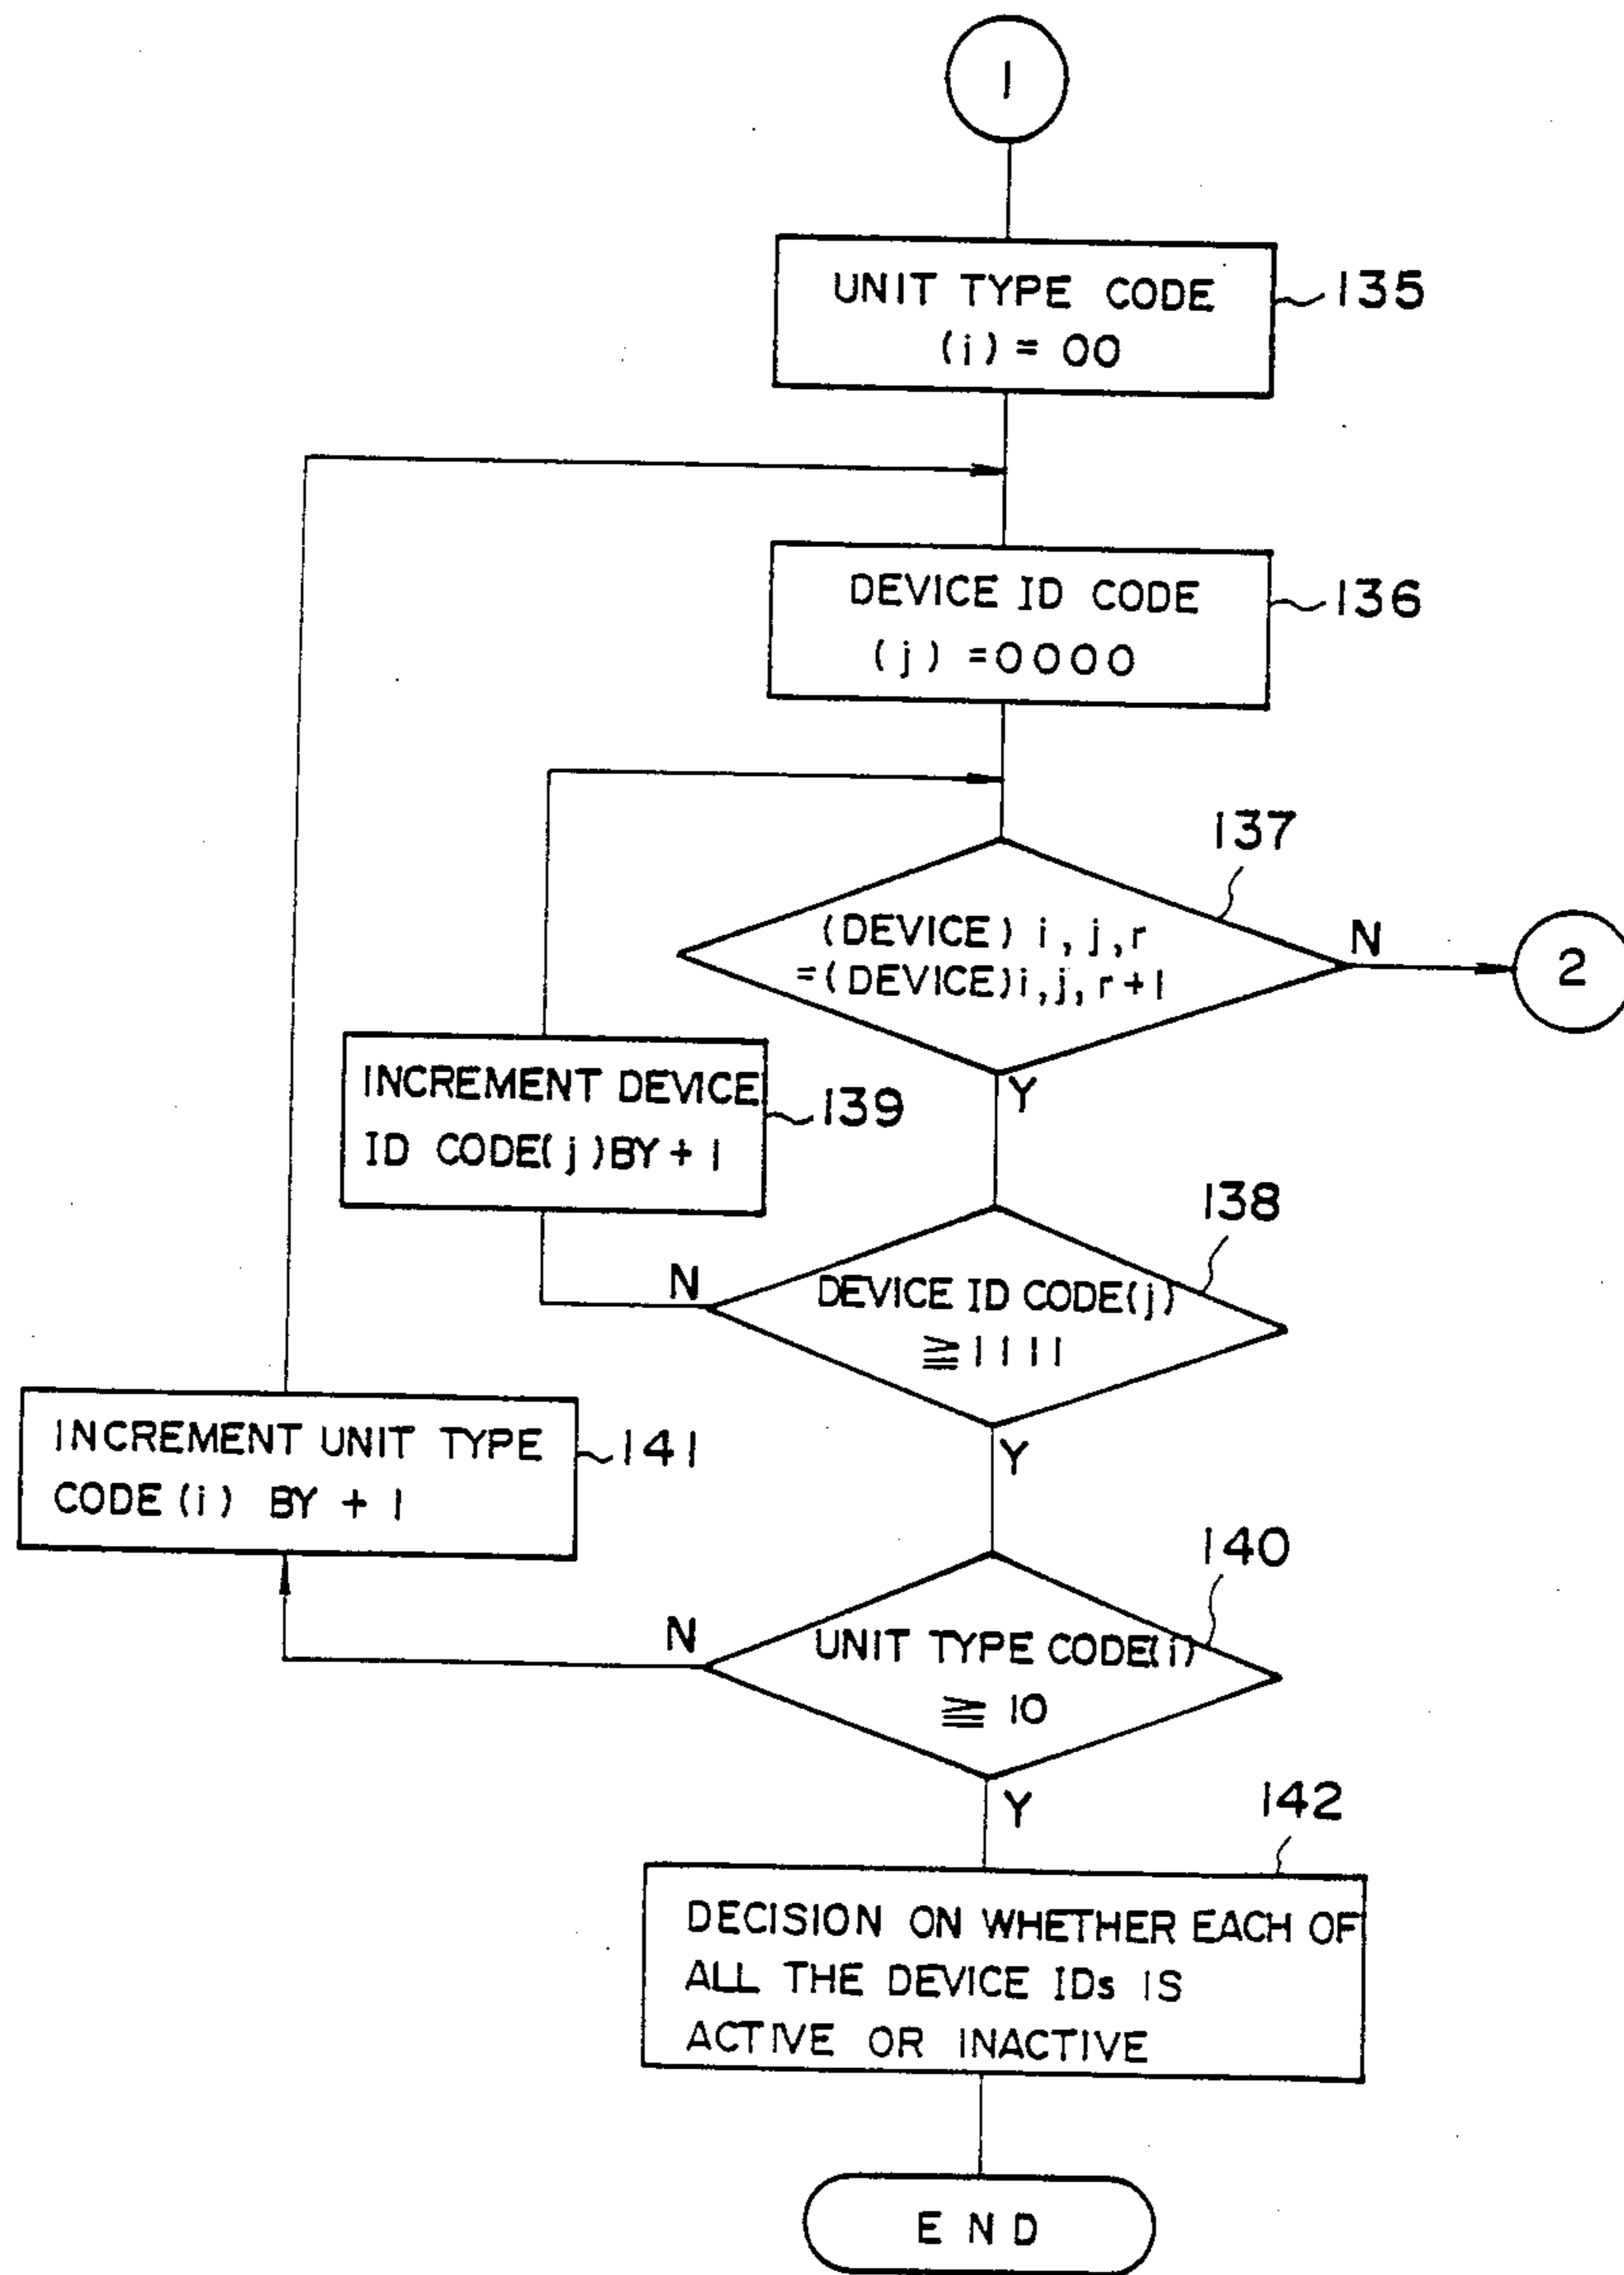 1
UNIT TYPE CODE
(i) = 00
135
DEVICE ID CODE
(j) = 0000
136
137
(DEVICE) i, j, r
=(DEVICE) i, j, r+1
N
2
Y
INCREMENT DEVICE
ID CODE(j) BY + 1
139
138
DEVICE ID CODE(j)
≧ 1111
N
Y
INCREMENT UNIT TYPE
CODE (i) BY + 1
141
140
UNIT TYPE CODE(i)
≧ 10
N
Y
142
DECISION ON WHETHER EACH OF
ALL THE DEVICE IDs IS
ACTIVE OR INACTIVE
END